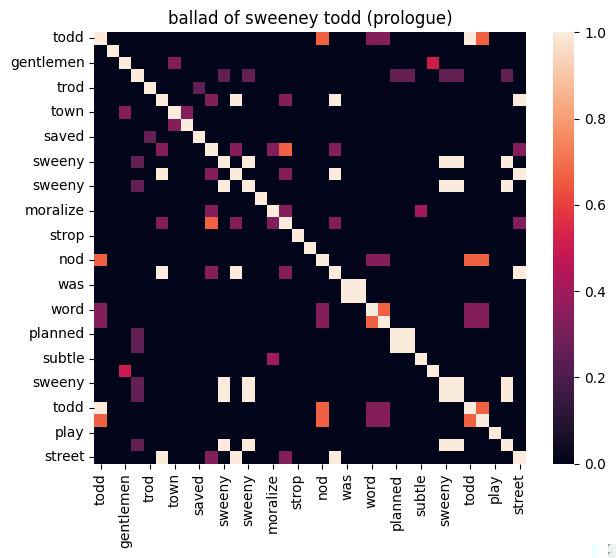 ballad of sweeney todd (prologue)
todd
gentlemen
trod
town
saved
sweeny
sweeny
moralize
strop
nod
was
word
planned
subtle
sweeny
todd
play
street
todd
gentlemen
trod
town
saved
sweeny
sweeny
moralize
strop
nod
was
word
planned
subtle
sweeny
todd
play
street
1.0
0.8
0.6
0.4
0.2
0.0